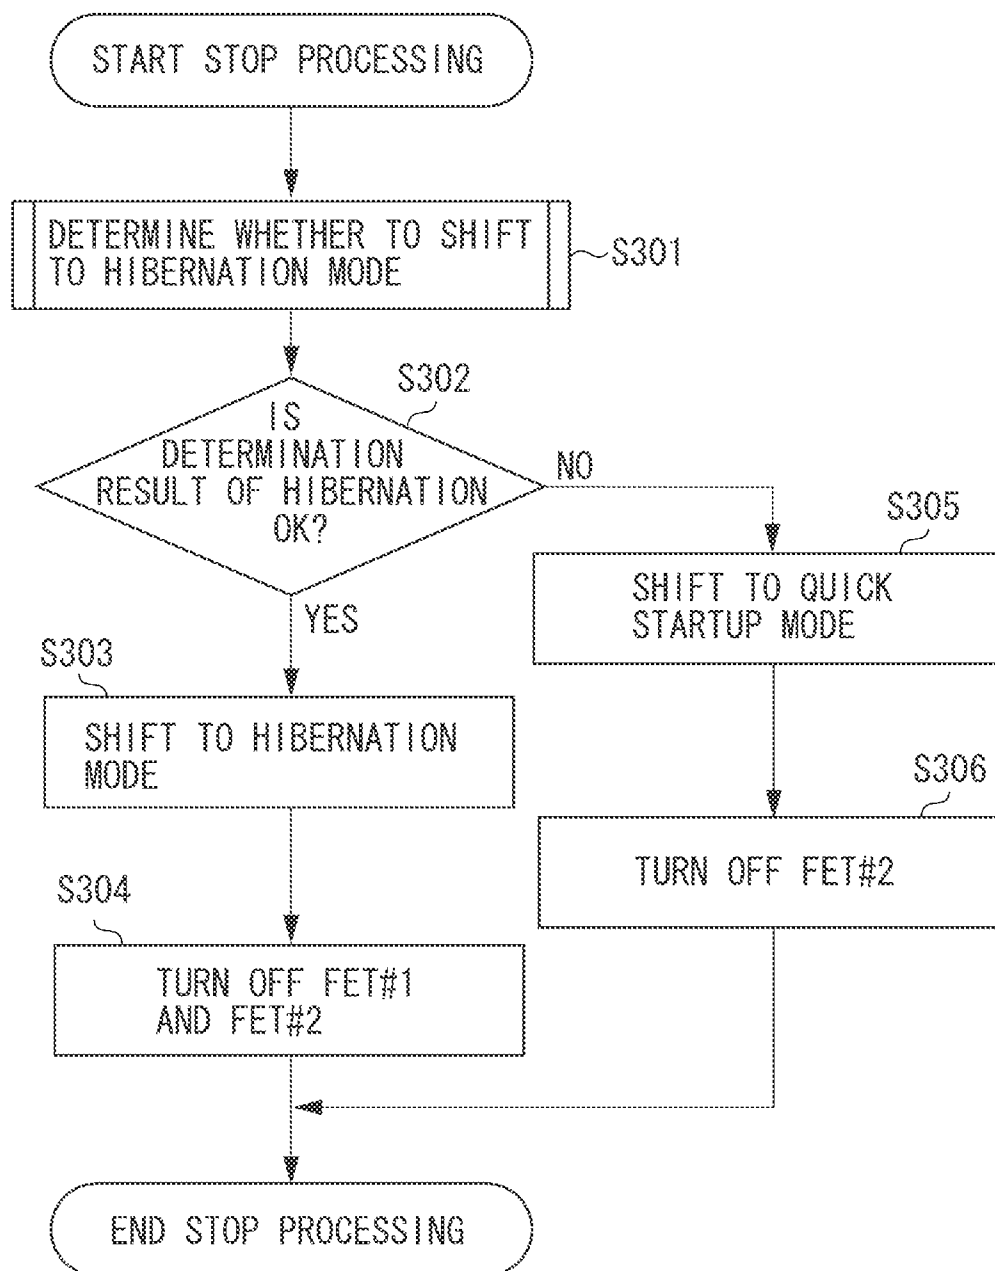 START STOP PROCESSING
DETERMINE WHETHER TO SHIFT
TO HIBERNATION MODE
S301
S302
IS
DETERMINATION
RESULT OF HIBERNATION
OK?
NO
YES
S305
SHIFT TO QUICK
STARTUP MODE
S303
SHIFT TO HIBERNATION
MODE
S306
TURN OFF FET#2
S304
TURN OFF FET#1
AND FET#2
END STOP PROCESSING